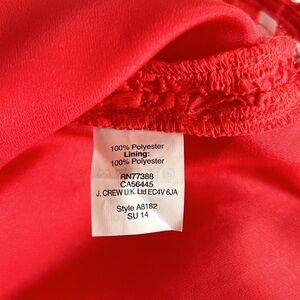 100% Polyester
Lining:
100% Polyester
RN77388
CA56445
J. CREW U.K. Ltd EC4V 6JA
Style A8182
SU 14